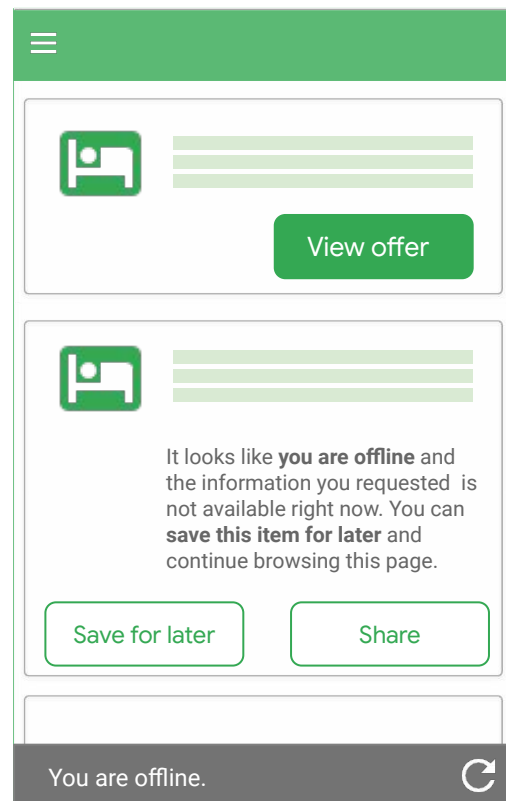 View offer
It looks like you are offline and
the information you requested is
not available right now. You can
save this item for later and
continue browsing this page.
Save for later
Share
You are offline.